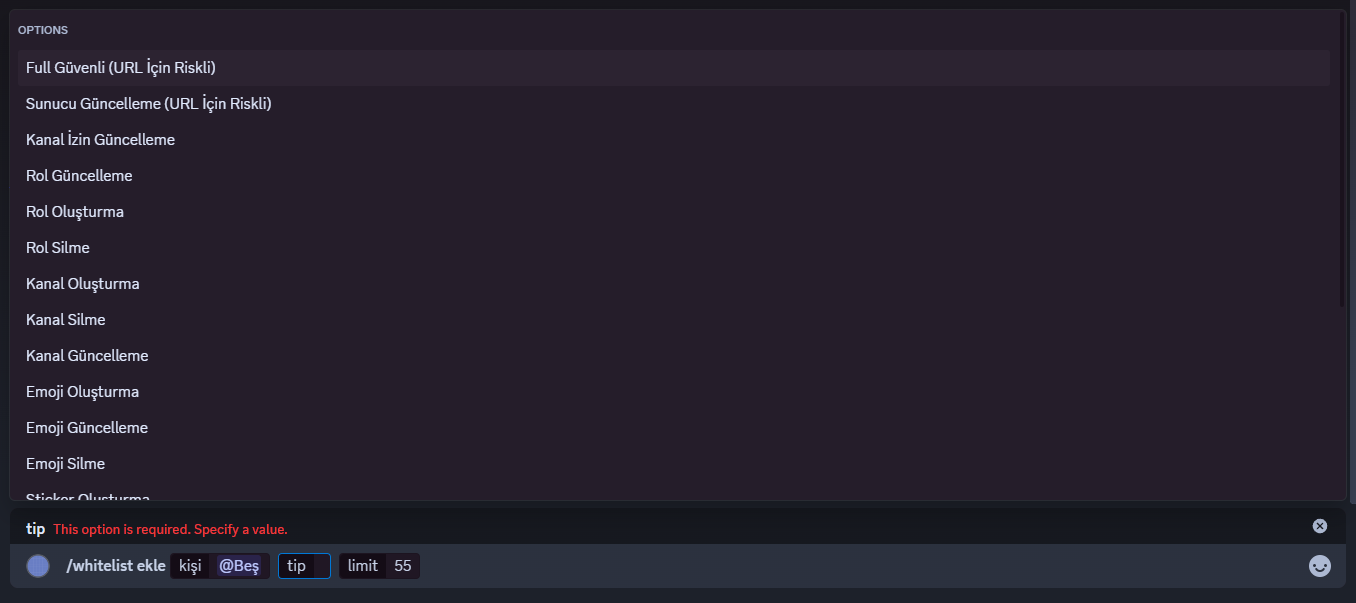 OPTIONS
Full Güvenli (URL İçin Riskli)
Sunucu Güncelleme (URL İçin Riskli)
Kanal İzin Güncelleme
Rol Güncelleme
Rol Oluşturma
Rol Silme
Kanal Oluşturma
Kanal Silme
Kanal Güncelleme
Emoji Oluşturma
Emoji Güncelleme
Emoji Silme
Sticker Oluşturma
tip This option is required. Specify a value.
/whitelist ekle kişi @Beş tip limit 55